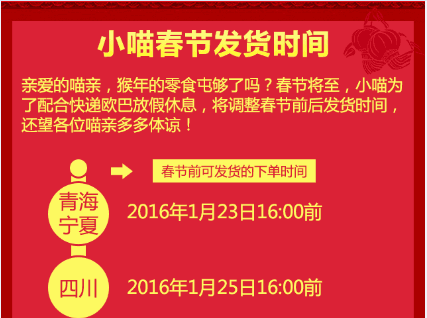 小喵春节发货时间
亲爱的喵亲，猴年的零食屯够了吗？春节将至，小喵为
了配合快递欧巴放假休息，将调整春节前后发货时间，
还望各位喵亲多多体谅！
春节前可发货的下单时间
青海
宁夏
2016年1月23日16:00前
四川
2016年1月25日16:00前